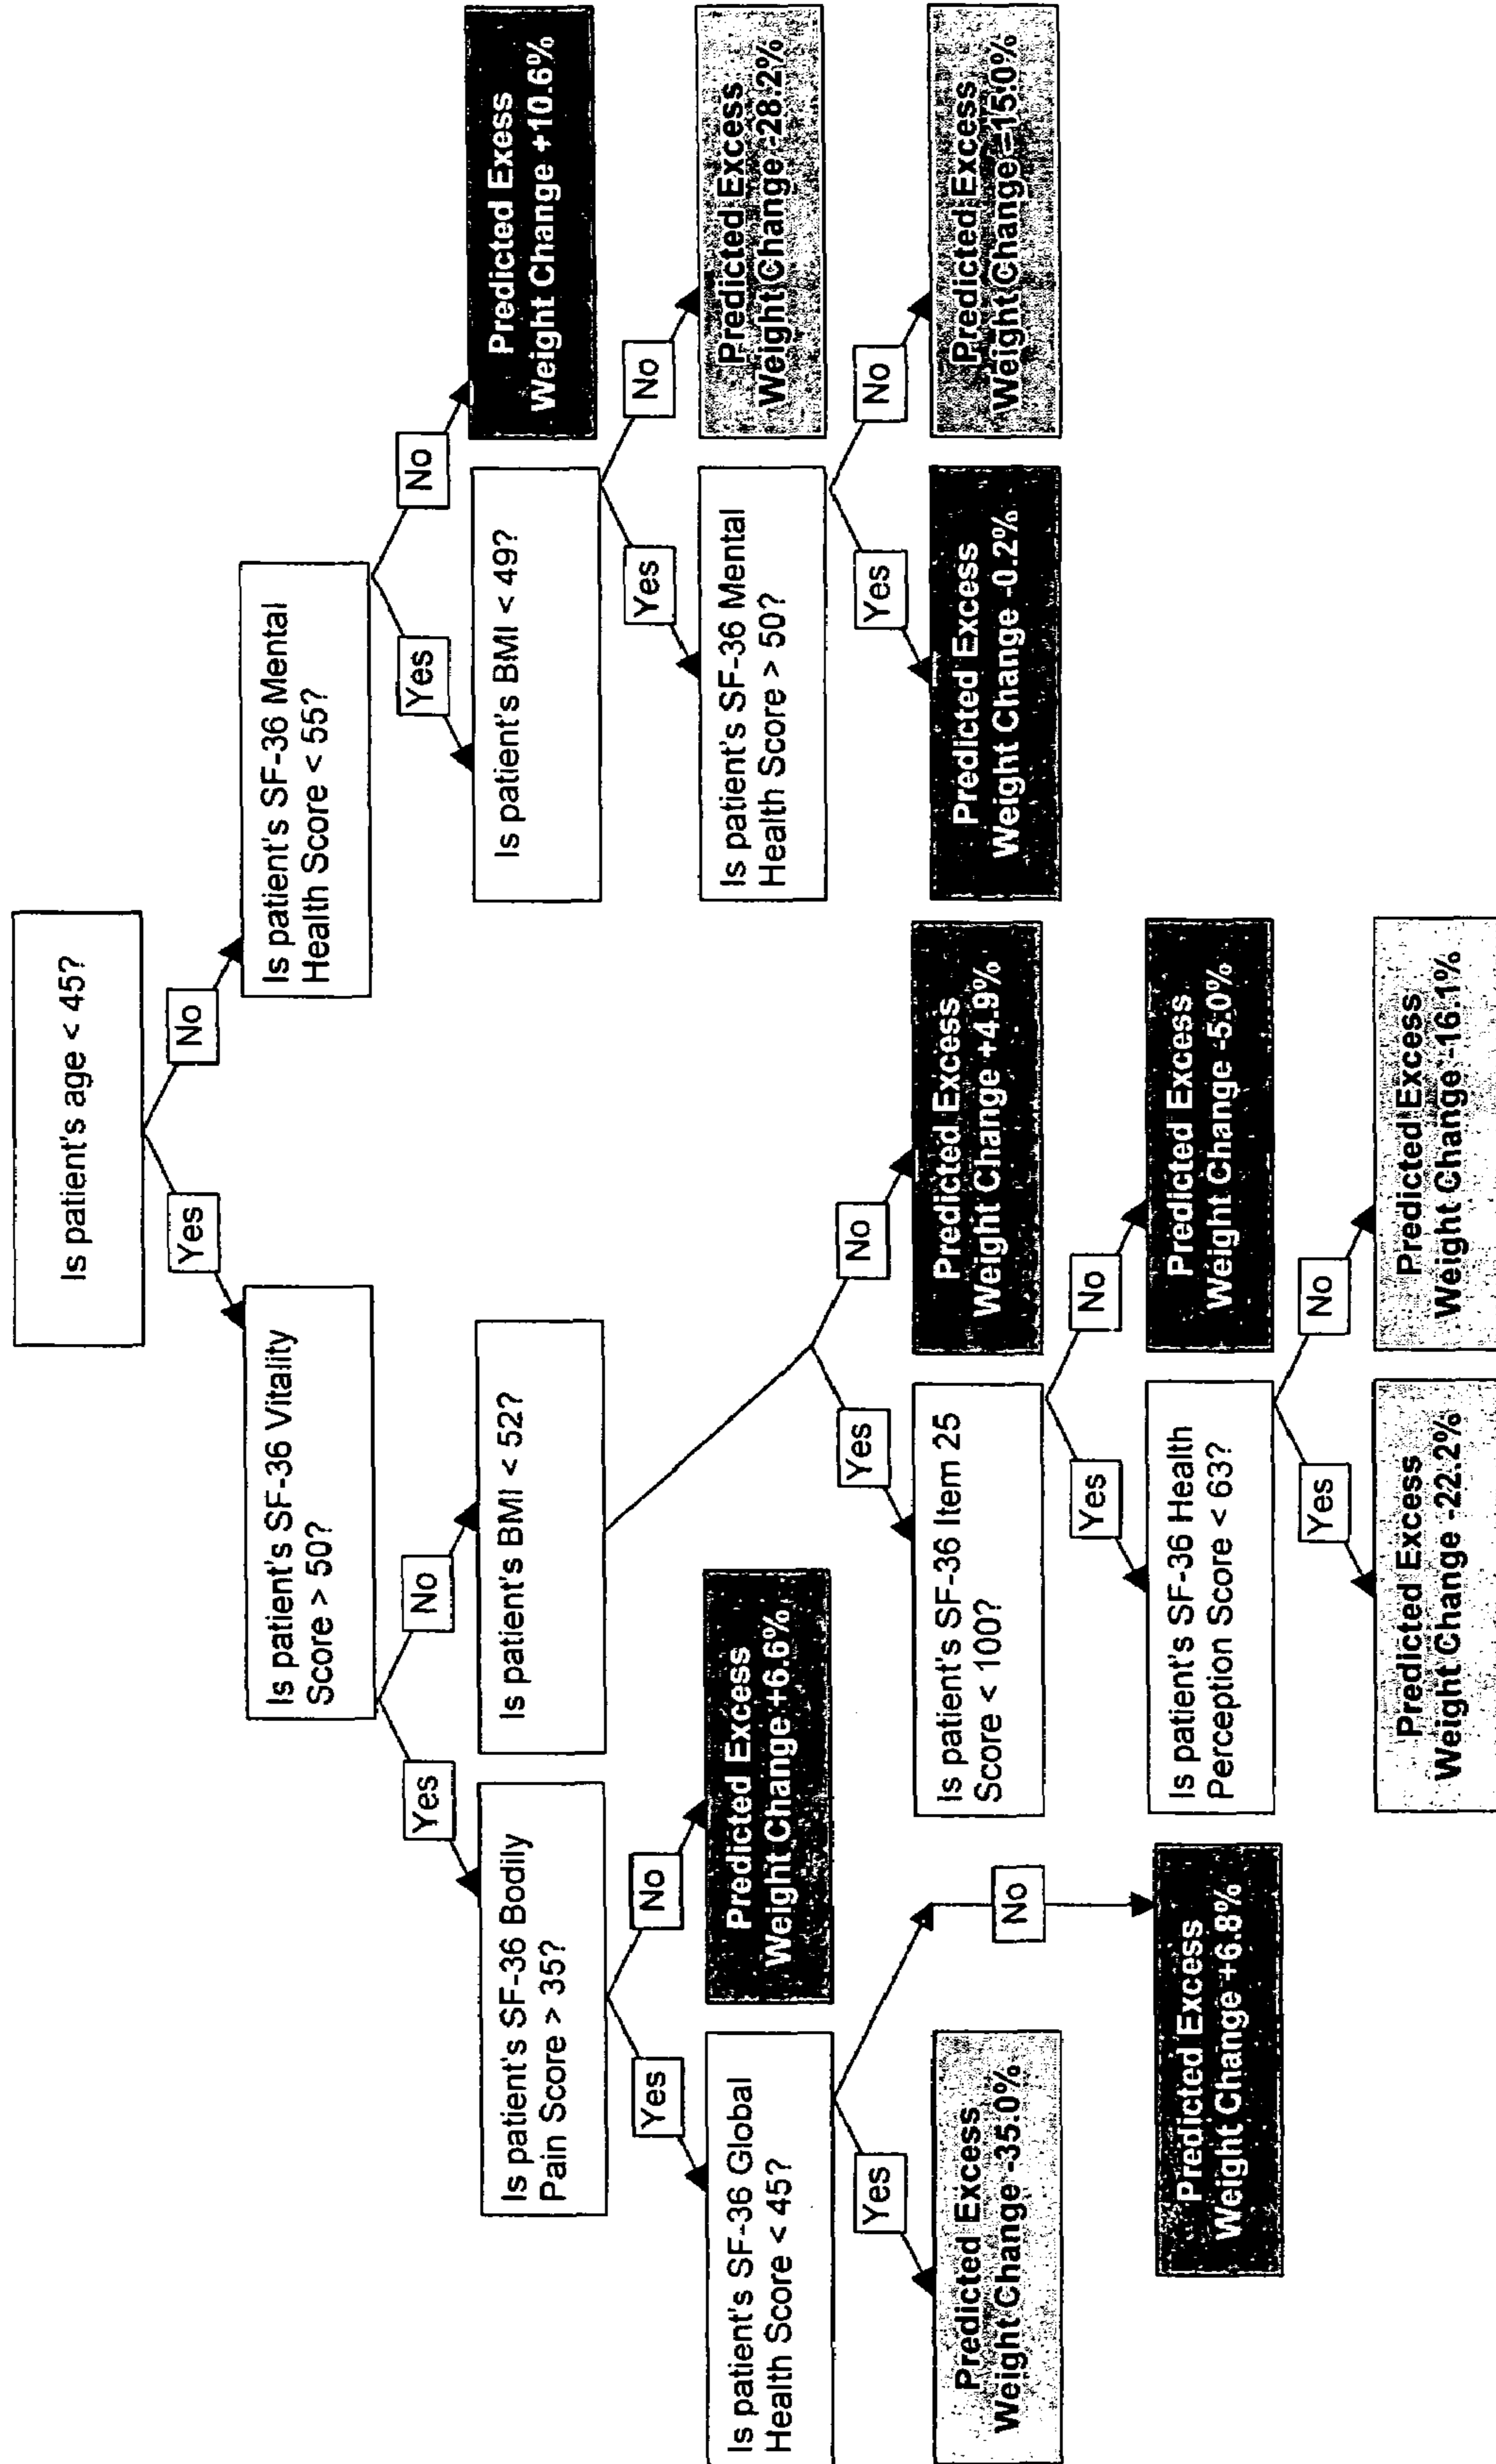 Is patient's age < 45?
Yes
No
Is patient's SF-36 Vitality
Score > 50?
Is patient's SF-36 Mental
Health Score < 55?
Yes
No
Yes
No
Is patient's SF-36 Bodily
Pain Score > 35?
Is patient's BMI < 52?
Is patient's BMI < 49?
Predicted Exess
Weight Change +10.6%
Yes
No
Yes
No
Is patient's SF-36 Global
Health Score < 45?
Predicted Excess
Weight Change +6.6%
Is patient's SF-36 Mental
Health Score > 50?
Predicted Excess
Weight Change -28.2%
Yes
Yes
No
Yes
No
Predicted Excess
Weight Change -35.0%
Is patient's SF-36 Item 25
Score < 100?
Predicted Excess
Weight Change +4.9%
Predicted Excess
Weight Change -0.2%
Predicted Excess
Weight Change –15.0%
No
Yes
No
Predicted Excess
Weight Change +6.8%
Is patient's SF-36 Health
Perception Score < 63?
Predicted Excess
Weight Change -5.0%
Yes
No
Predicted Excess
Weight Change -22.2%
Predicted Excess
Weight Change -16.1%